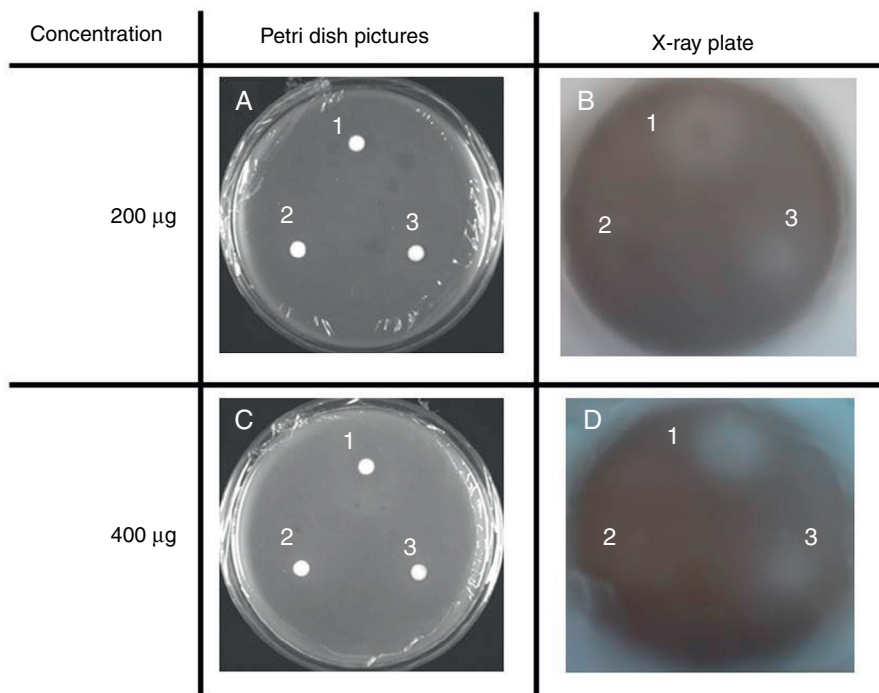 Concentration
Petri dish pictures
X-ray plate
200 μg
A
1
2
3
B
1
2
3
400 μg
C
1
2
3
D
1
2
3